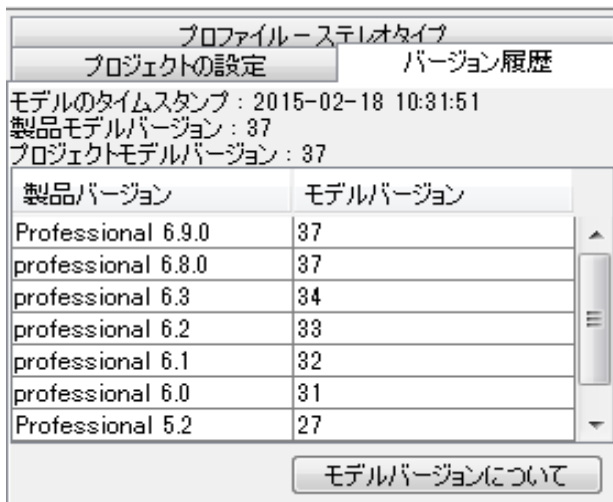 プロファイル－ステレオタイプ
プロジェクトの設定
バージョン履歴
モデルのタイムスタンプ：2015-02-18 10:31:51
製品モデルバージョン：37
プロジェクトモデルバージョン：37
製品バージョン モデルバージョン
Professional 6.9.0 37
professional 6.8.0 37
professional 6.3 34
professional 6.2 33
professional 6.1 32
professional 6.0 31
Professional 5.2 27
モデルバージョンについて